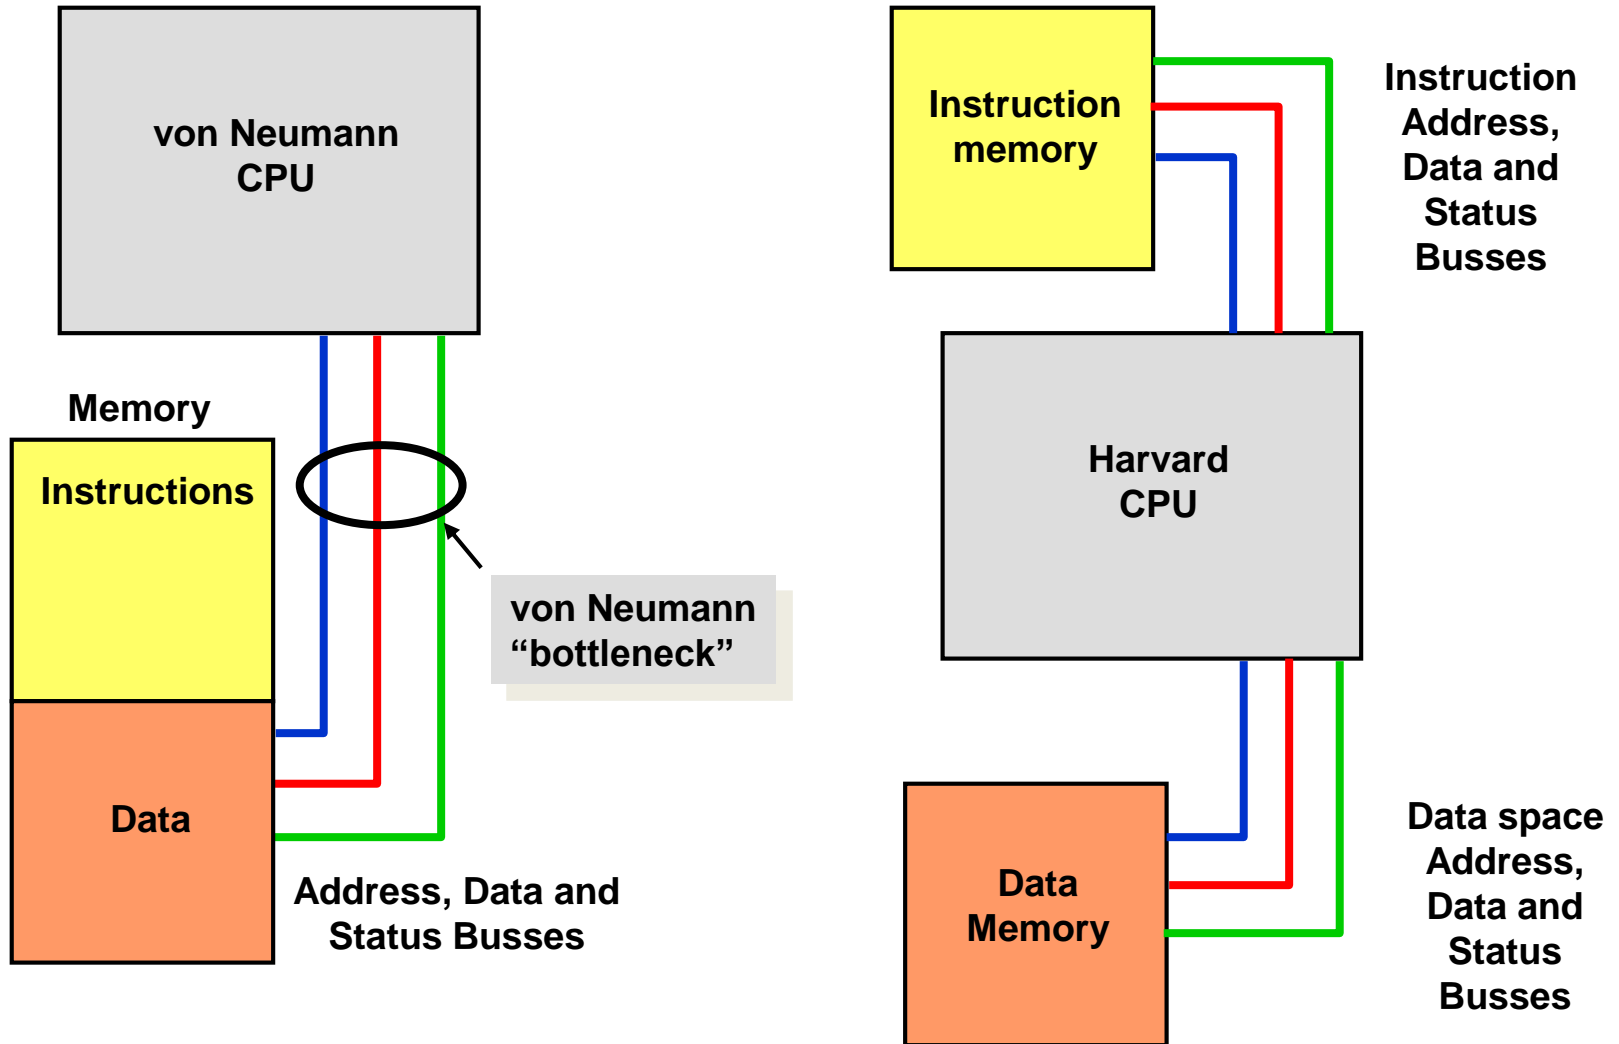 von Neumann
CPU
Memory
Instructions
von Neumann
“bottleneck”
Data
Address, Data and
Status Busses
Instruction
memory
Instruction
Address,
Data and
Status
Busses
Harvard
CPU
Data
Memory
Data space
Address,
Data and
Status
Busses